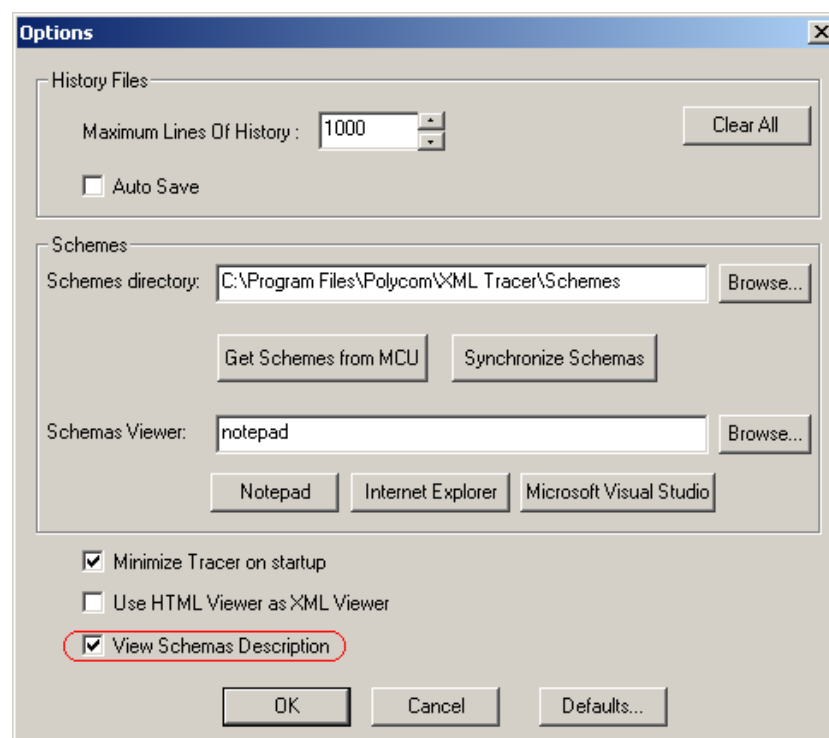 Options
History Files
Maximum Lines Of History :
1000
Clear All
Auto Save
Schemes
Schemes directory:
C:\Program Files\Polycom\XML Tracer\Schemes
Browse...
Get Schemes from MCU
Synchronize Schemas
Schemas Viewer:
notepad
Browse...
Notepad
Internet Explorer
Microsoft Visual Studio
Minimize Tracer on startup
Use HTML Viewer as XML Viewer
View Schemas Description
OK
Cancel
Defaults...